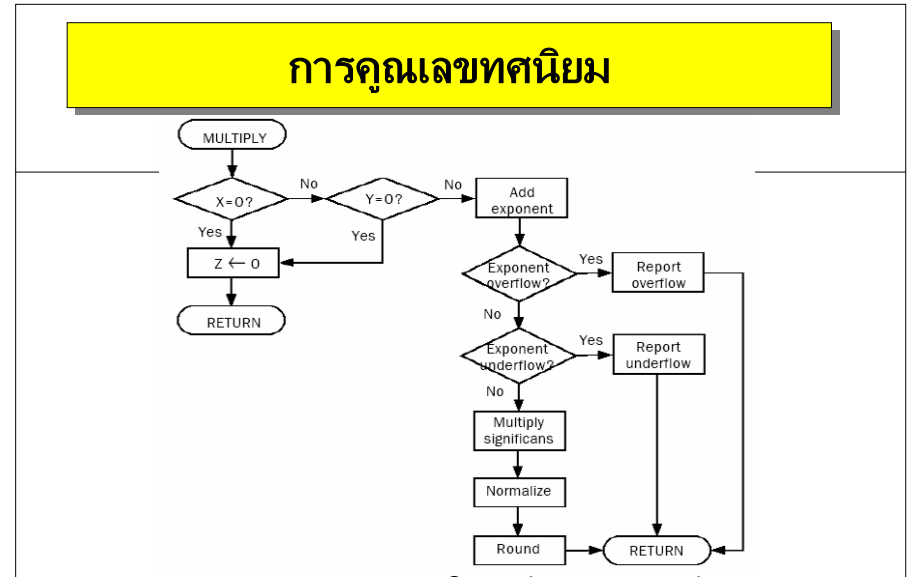 การคูณเลขทศนิยม
MULTIPLY
X=0?
No
Y=0?
No
Add
exponent
Yes
Yes
Z ← 0
RETURN
Exponent
overflow?
Yes
Report
overflow
No
Exponent
underflow?
Yes
Report
underflow
No
Multiply
significans
Normalize
Round
RETURN